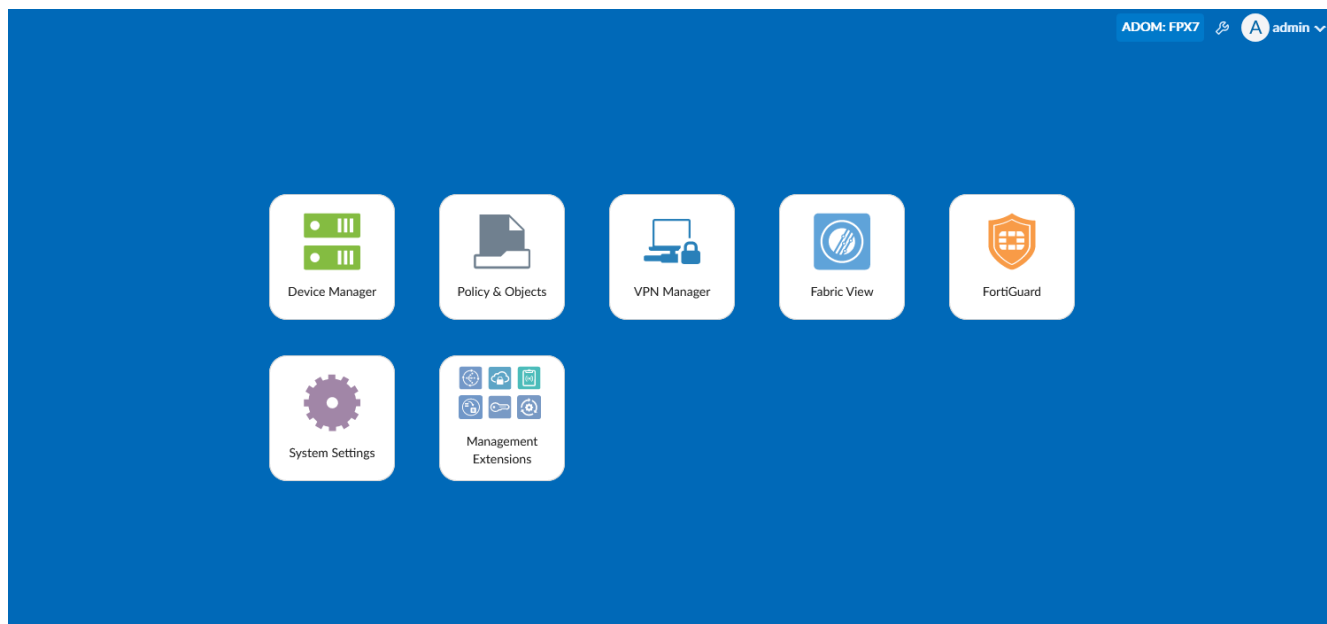 ADOM: FPX7
A admin
Device Manager
Policy & Objects
VPN Manager
Fabric View
FortiGuard
System Settings
Management
Extensions